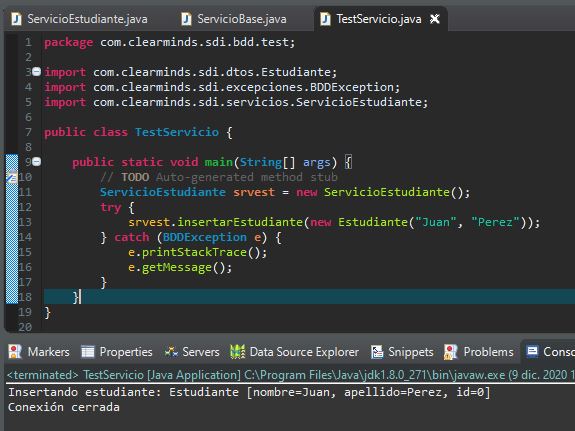 ServicioEstudiante.java ServicioBase.java TestServicio.java
1 package com.clearminds.sdi.bdd.test;
2
3 import com.clearminds.sdi.dtos.Estudiante;
4 import com.clearminds.sdi.excepciones.BDDException;
5 import com.clearminds.sdi.servicios.ServicioEstudiante;
6
7 public class TestServicio {
8
9 public static void main(String[] args) {
10 // TODO Auto-generated method stub
11 ServicioEstudiante srvest = new ServicioEstudiante();
12 try {
13 srvest.insertarEstudiante(new Estudiante("Juan", "Perez"));
14 } catch (BDDException e) {
15 e.printStackTrace();
16 e.getMessage();
17 }
18 }
19 }
20
Markers Properties Servers Data Source Explorer Snippets Problems Conso
<terminated> TestServicio [Java Application] C:\Program Files\Java\jdk1.8.0_271\bin\javaw.exe (9 dic. 2020 1
Insertando estudiante: Estudiante [nombre=Juan, apellido=Perez, id=0]
Conexión cerrada